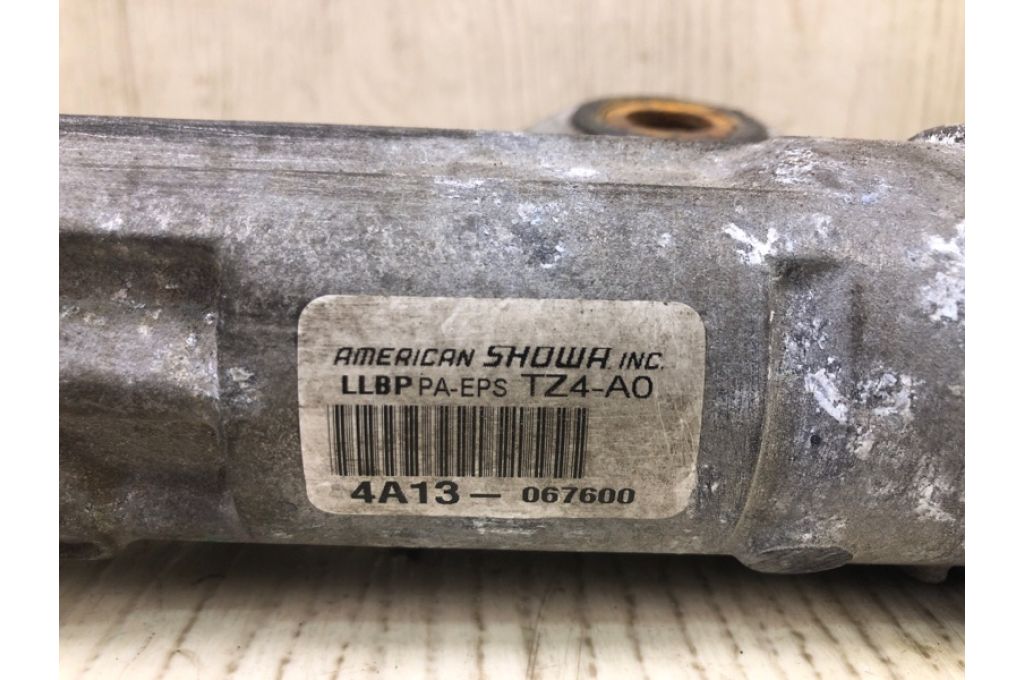 AMERICAN SHOWA INC.
LLBP PA-EPS TZ4-A0
4A13 - 067600